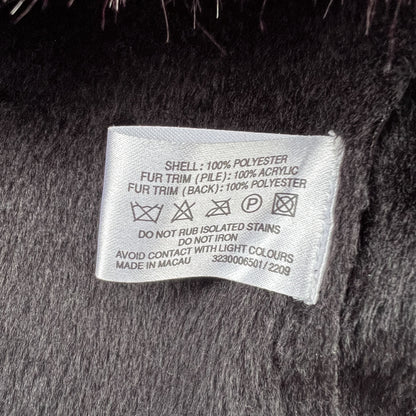 SHELL: 100% POLYESTER
FUR TRIM (PILE): 100% ACRYLIC
FUR TRIM (BACK): 100% POLYESTER
P
DO NOT RUB ISOLATED STAINS
DO NOT IRON
AVOID CONTACT WITH LIGHT COLOURS
MADE IN MACAU 3230006501/2209